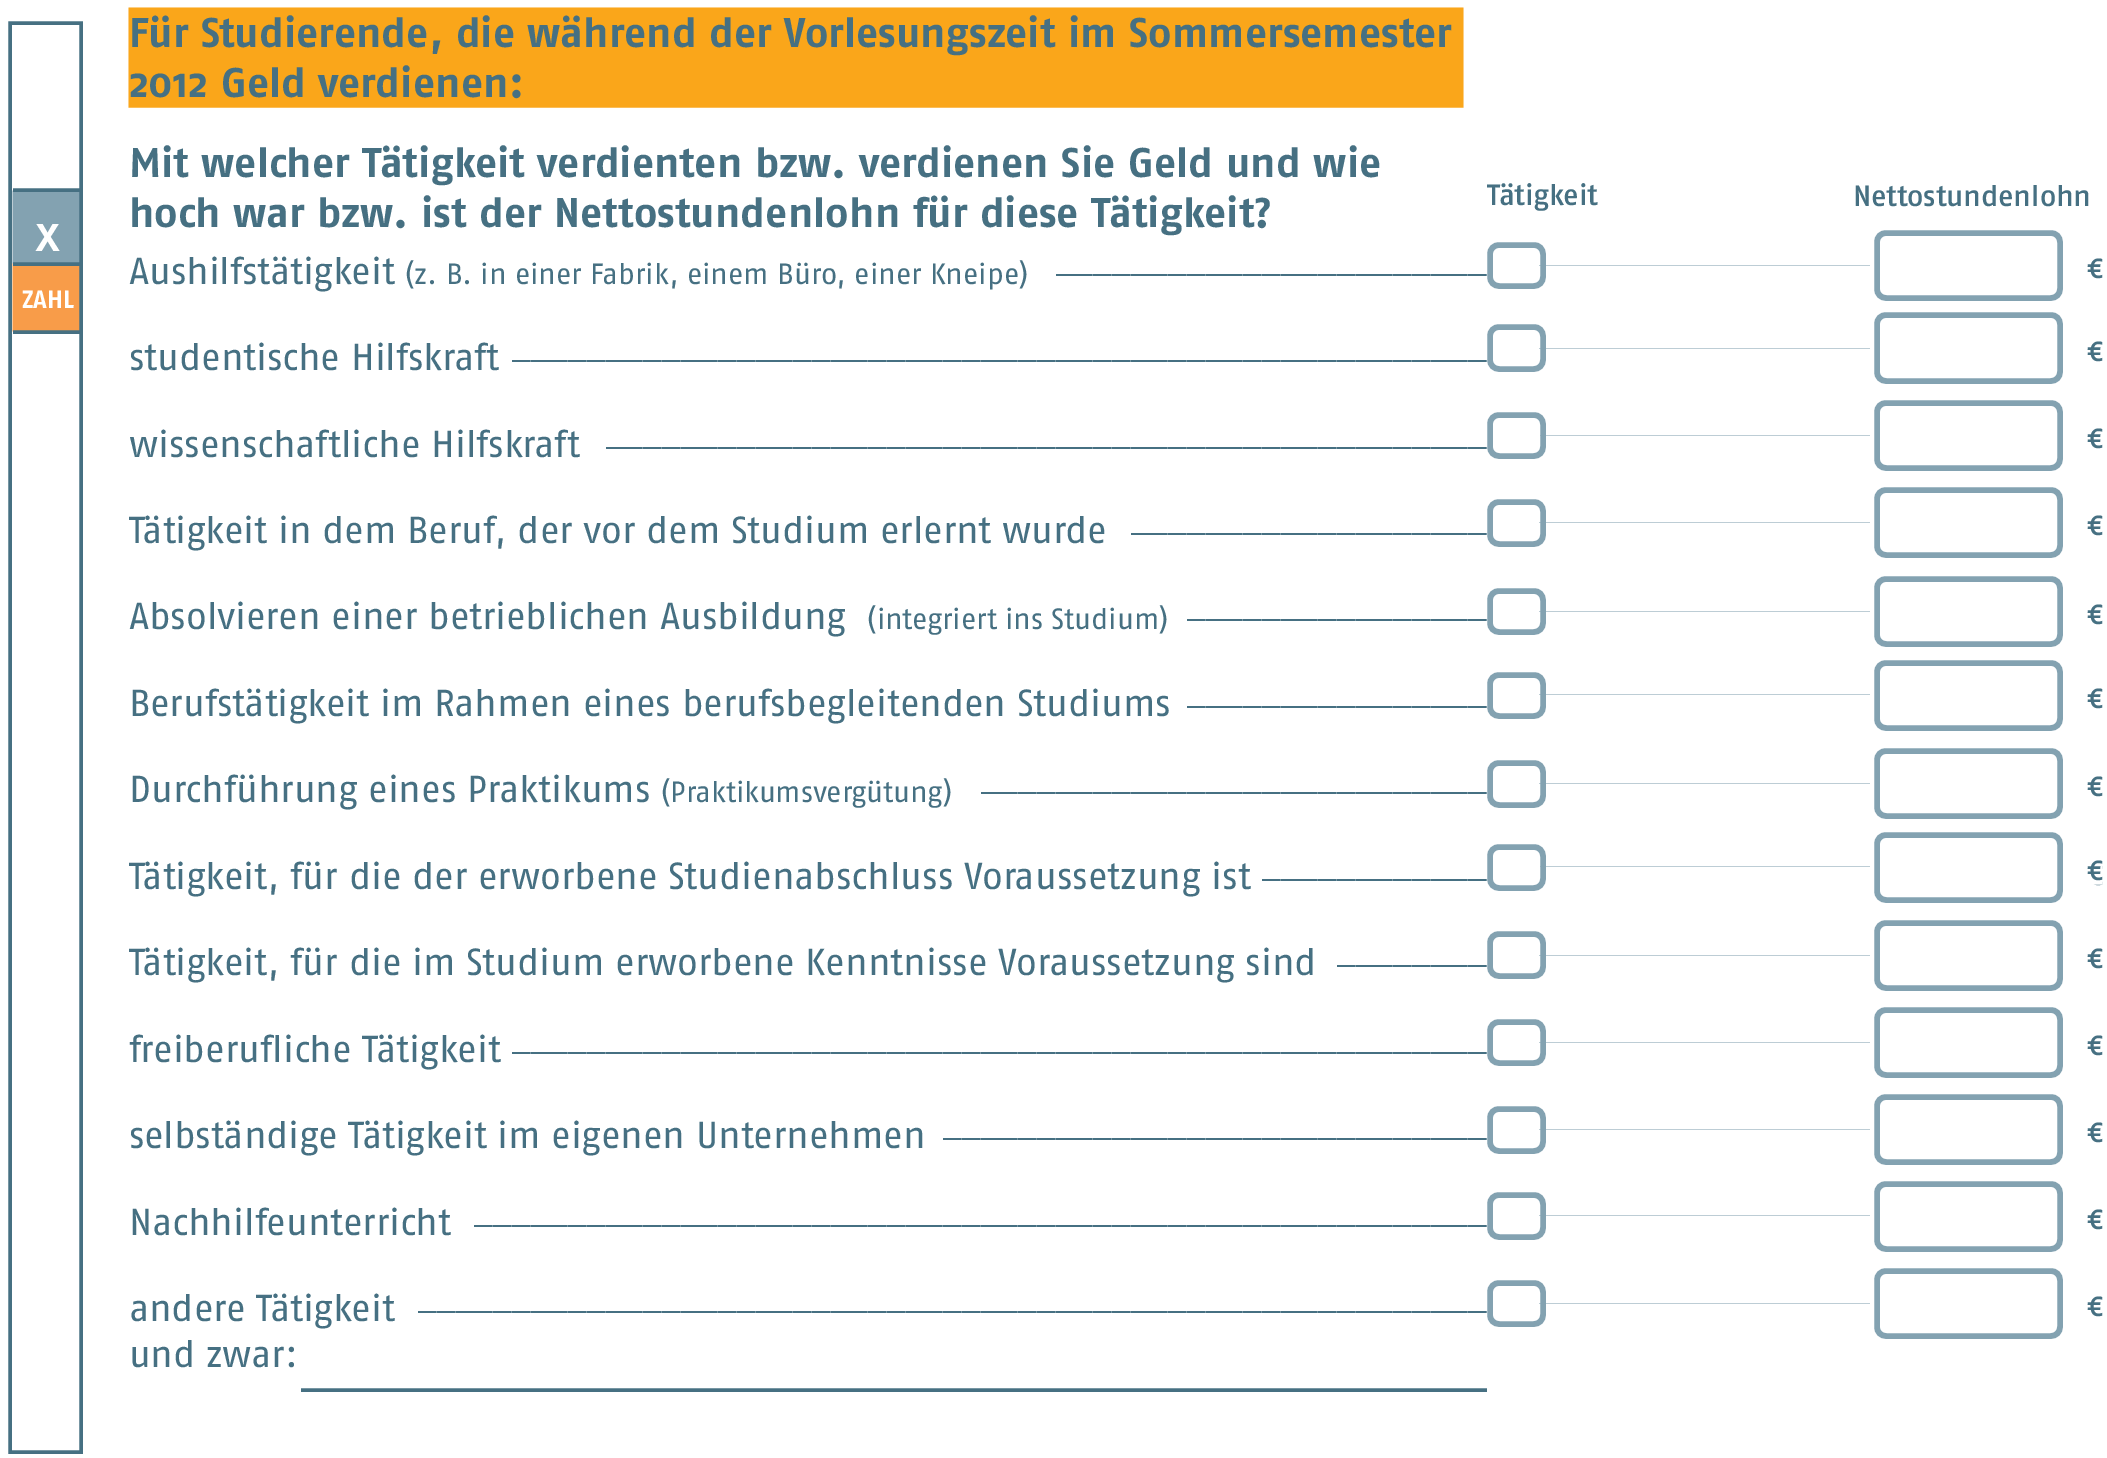 Für Studierende, die während der Vorlesungszeit im Sommersemester
2012 Geld verdienen:
Mit welcher Tätigkeit verdienten bzw. verdienen Sie Geld und wie
hoch war bzw. ist der Nettostundenlohn für diese Tätigkeit?
Tätigkeit Nettostundenlohn
X
ZAHL
Aushilfstätigkeit (z. B. in einer Fabrik, einem Büro, einer Kneipe) €
studentische Hilfskraft €
wissenschaftliche Hilfskraft €
Tätigkeit in dem Beruf, der vor dem Studium erlernt wurde €
Absolvieren einer betrieblichen Ausbildung (integriert ins Studium) €
Berufstätigkeit im Rahmen eines berufsbegleitenden Studiums €
Durchführung eines Praktikums (Praktikumsvergütung) €
Tätigkeit, für die der erworbene Studienabschluss Voraussetzung ist €
Tätigkeit, für die im Studium erworbene Kenntnisse Voraussetzung sind €
freiberufliche Tätigkeit €
selbständige Tätigkeit im eigenen Unternehmen €
Nachhilfeunterricht €
andere Tätigkeit €
und zwar: